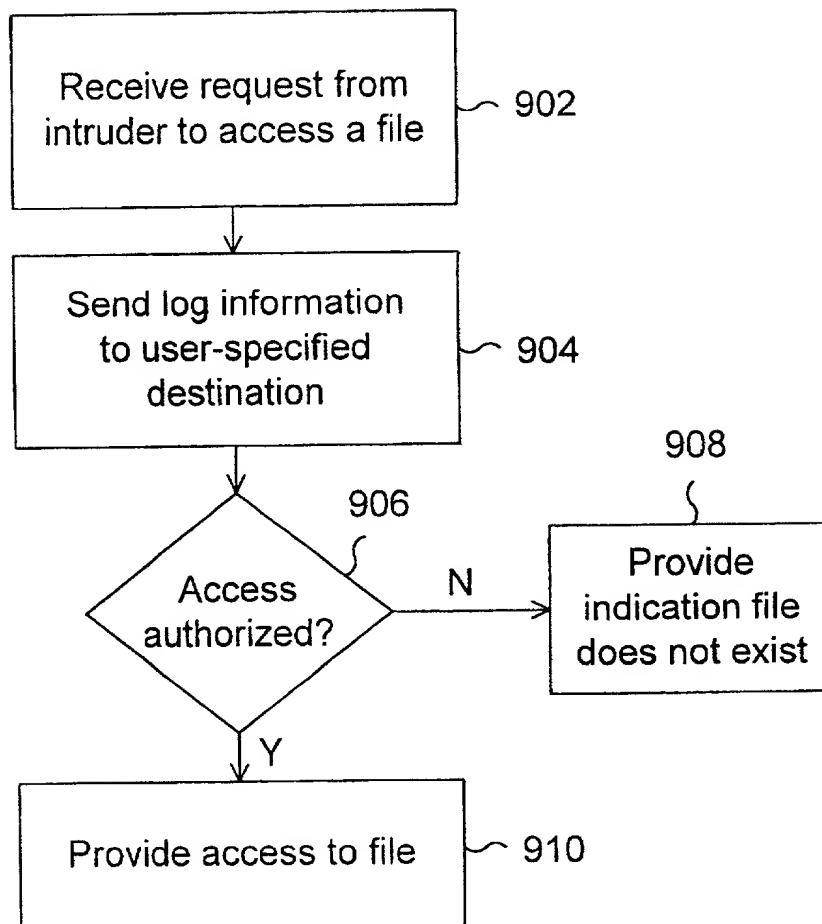 Receive request from
intruder to access a file
902
Send log information
to user-specified
destination
904
906
Access
authorized?
N
908
Provide
indication file
does not exist
Y
Provide access to file
910